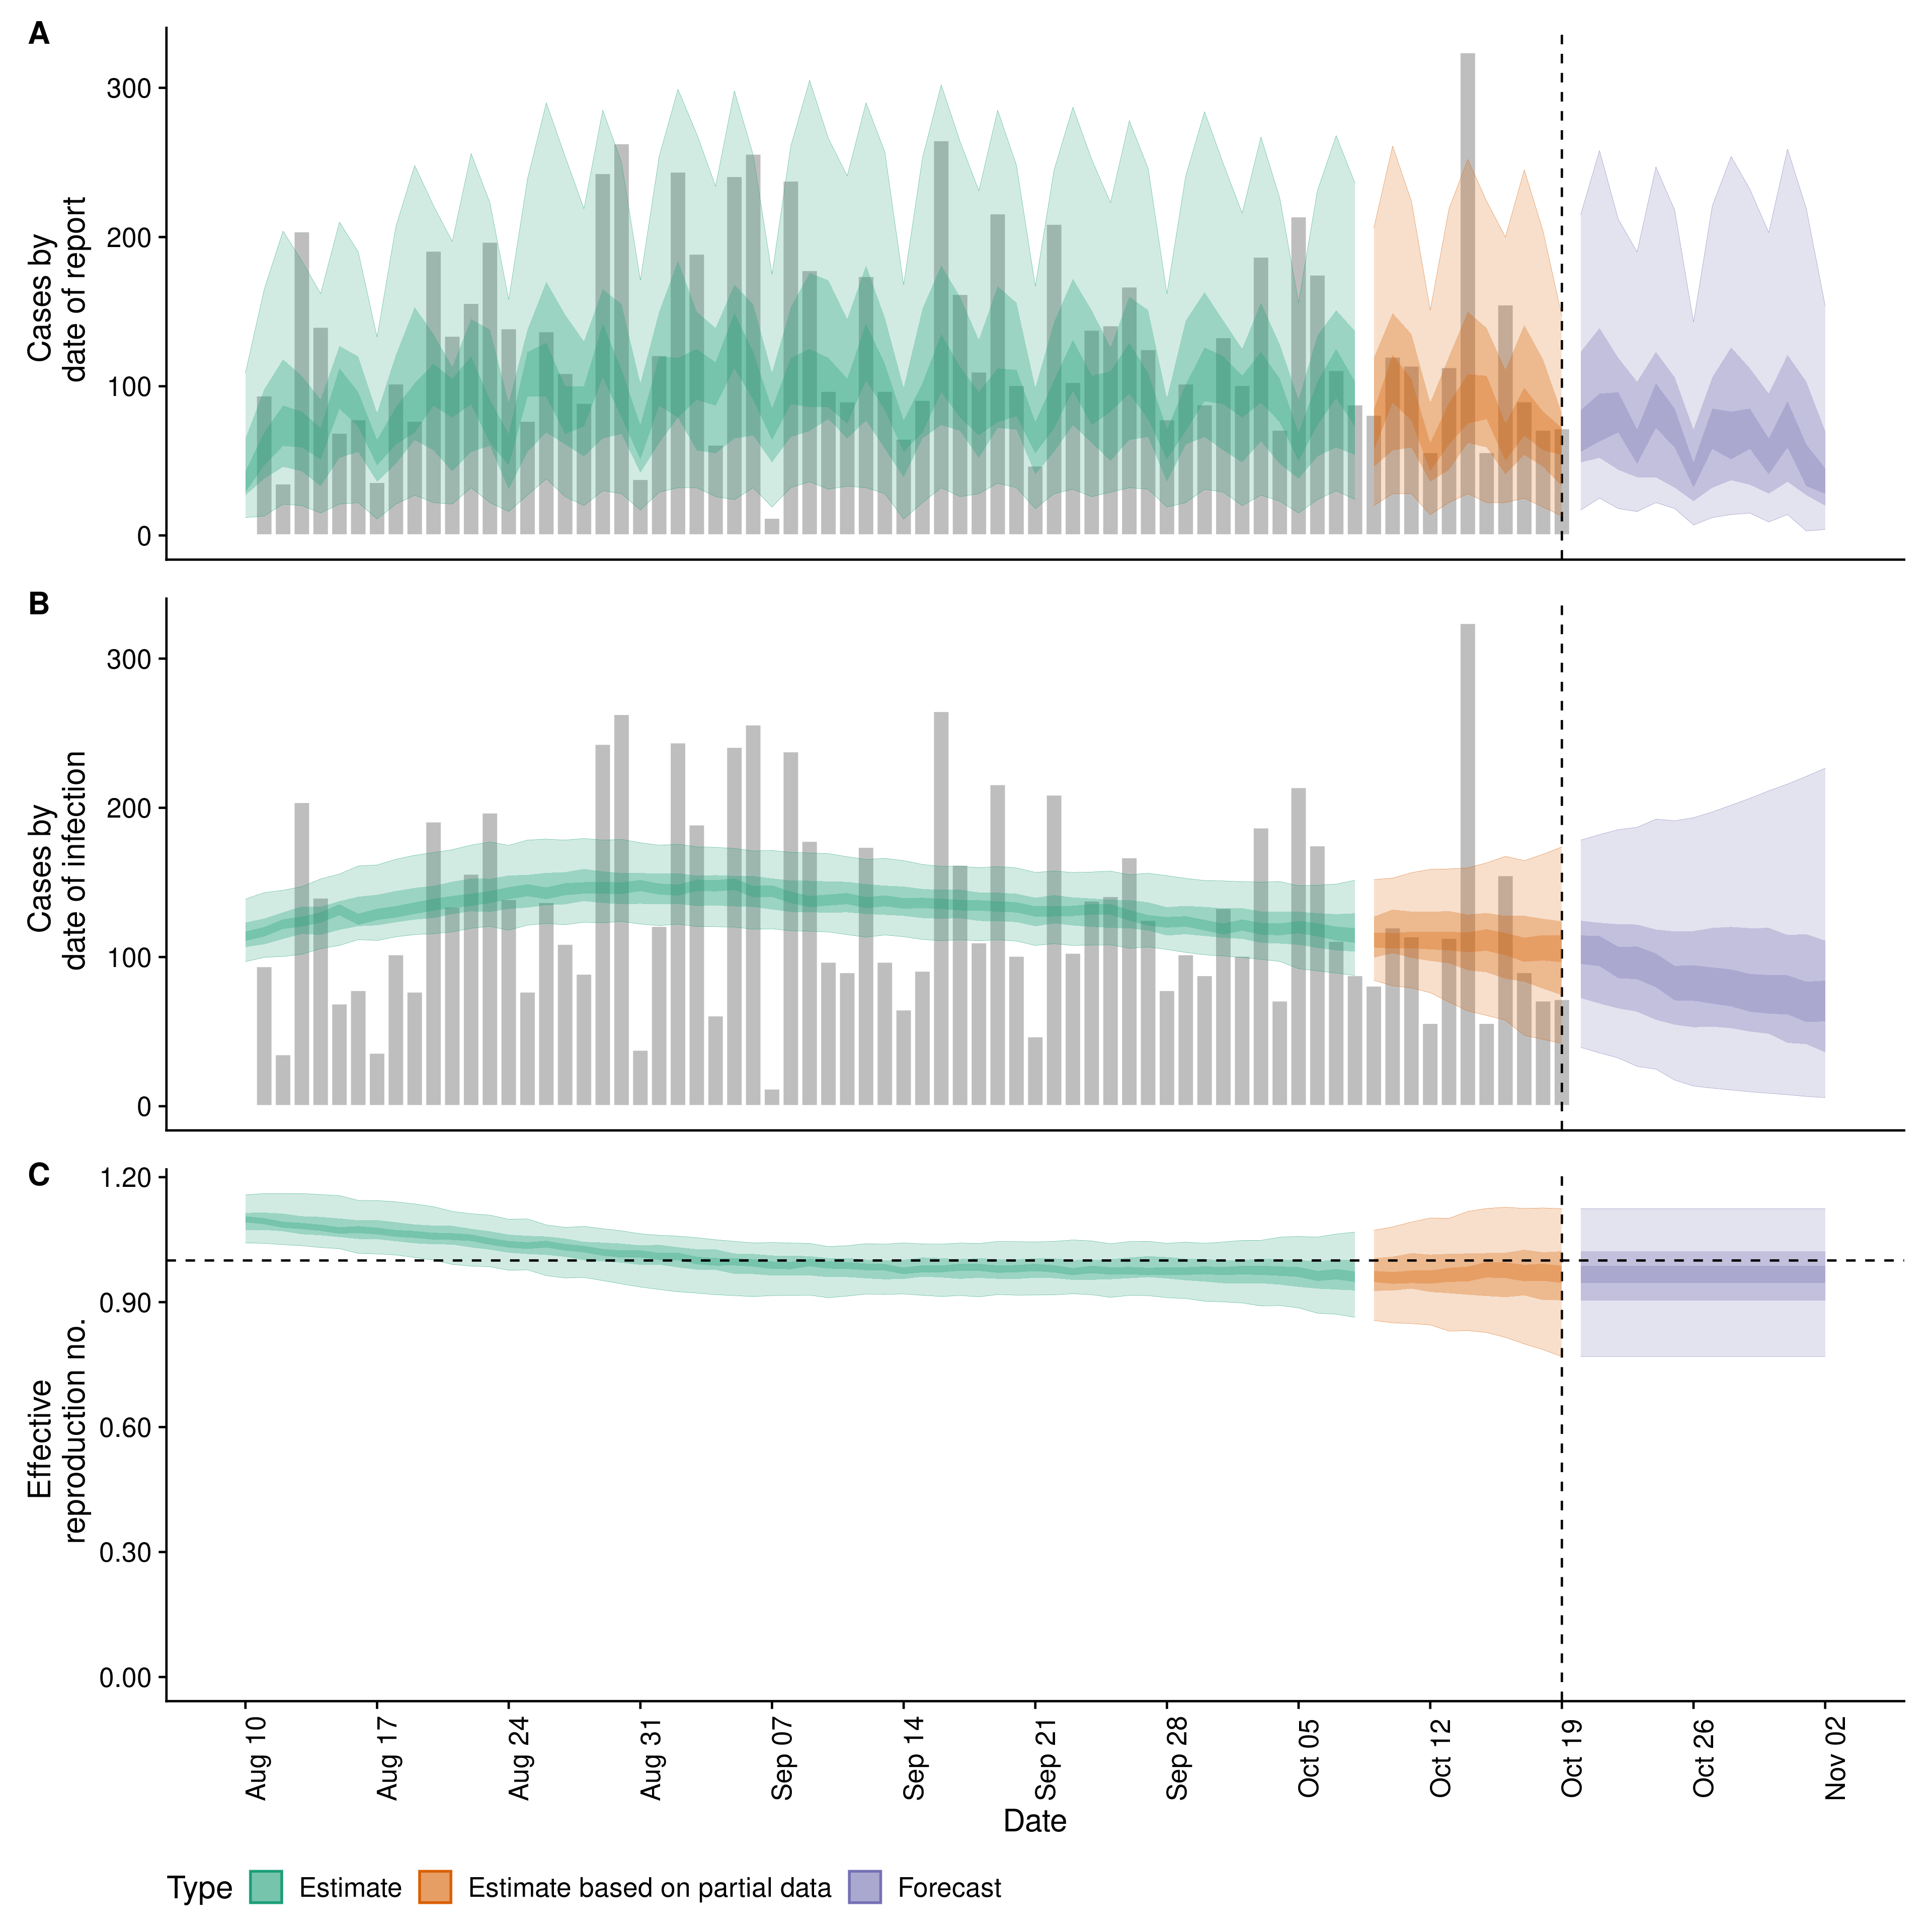 A
Cases by
date of report
300
200
100
0
B
Cases by
date of infection
300
200
100
0
C
Effective
reproduction no.
1.20
0.90
0.60
0.30
0.00
Aug 10
Aug 17
Aug 24
Aug 31
Sep 07
Sep 14
Sep 21
Sep 28
Oct 05
Oct 12
Oct 19
Oct 26
Nov 02
Date
Type Estimate Estimate based on partial data Forecast